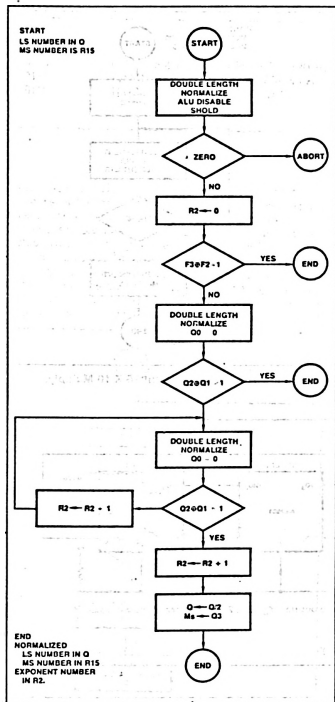 START
LS NUMBER IN Q
MS NUMBER IS R15
START
DOUBLE LENGTH
NORMALIZE
ALU DISABLE
SHOLD
ZERO
ABORT
NO
R2 ← 0
F3⊕F2 - 1
YES
END
NO
DOUBLE LENGTH
NORMALIZE
Q0 0
Q2⊕Q1 - 1
YES
END
DOUBLE LENGTH
NORMALIZE
Q0 - 0
R2 ← R2 + 1
Q2⊕Q1 - 1
YES
R2 ← R2 + 1
Q ← Q/2
Ms ← Q3
END
NORMALIZED
LS NUMBER IN Q
MS NUMBER IN R15
EXPONENT NUMBER
IN R2.
END